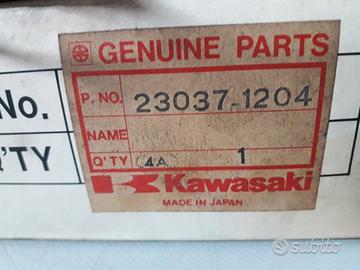 GENUINE PARTS
P. NO. 23037-1204
No.
NAME
Q'TY (4A) 1
Q'TY
Kawasaki
MADE IN JAPAN
subito